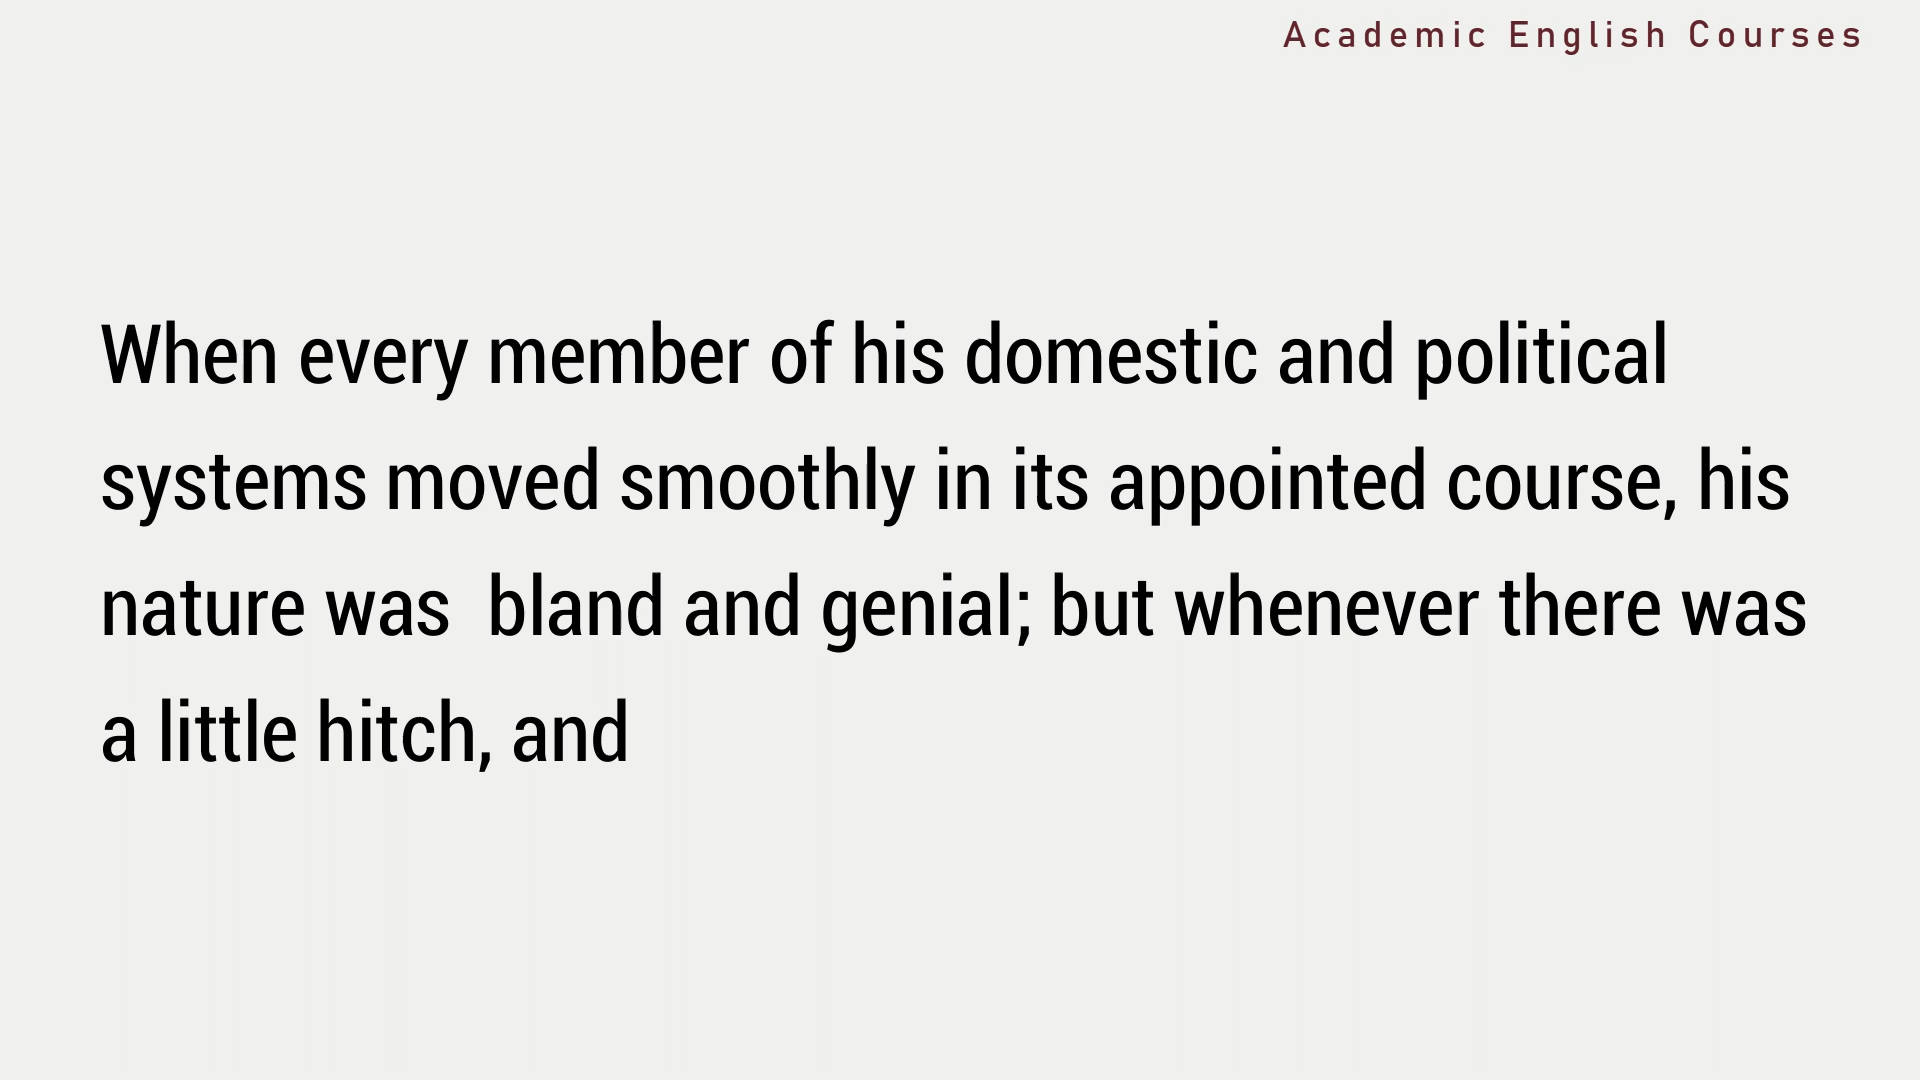 Academic English Courses
When every member of his domestic and political
systems moved smoothly in its appointed course, his
nature was  bland and genial; but whenever there was
a little hitch, and